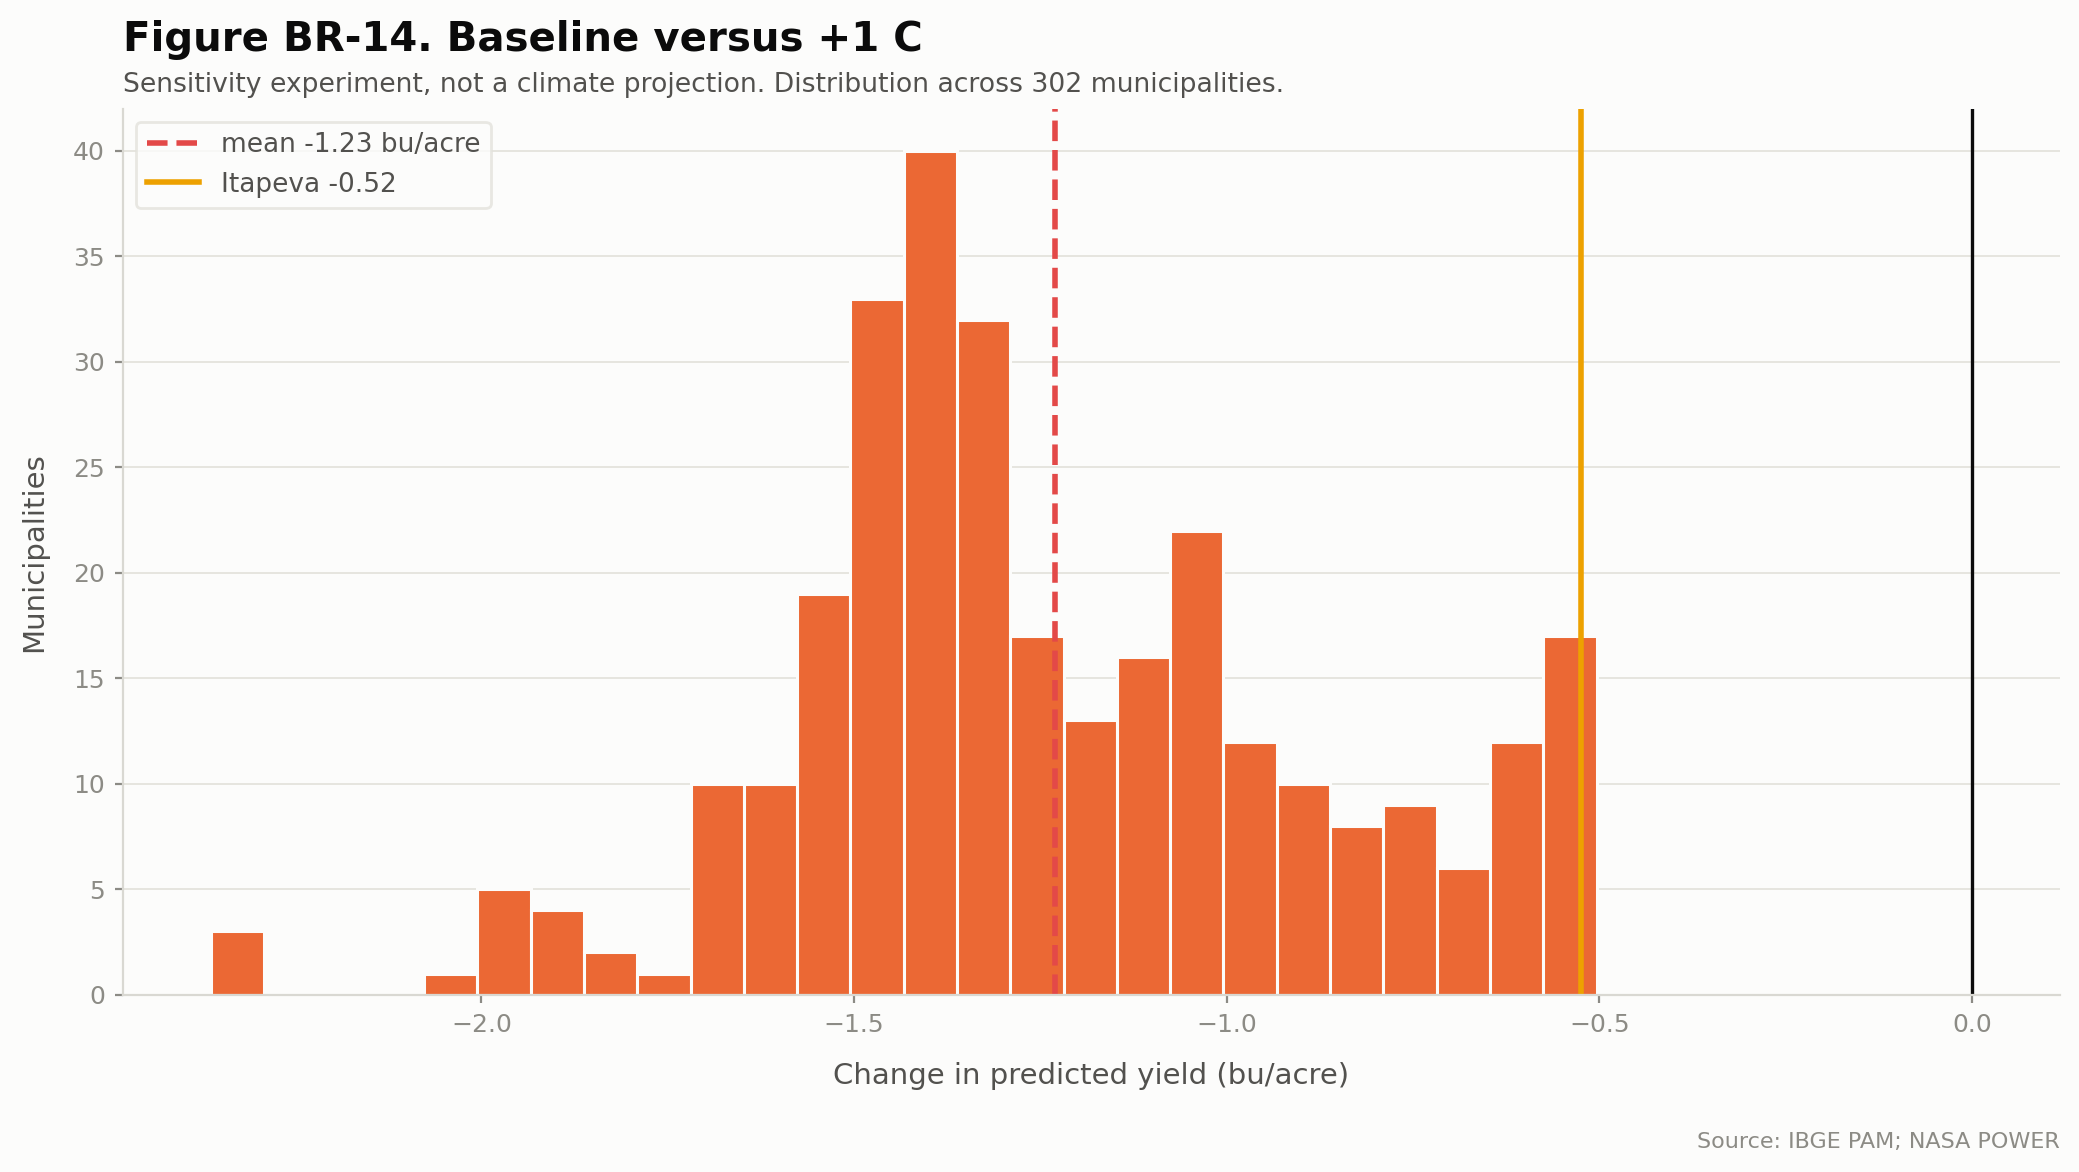 Figure BR-14. Baseline versus +1 C
Sensitivity experiment, not a climate projection. Distribution across 302 municipalities.
mean -1.23 bu/acre
Itapeva -0.52
Municipalities
40
35
30
25
20
15
10
5
0
−2.0 −1.5 −1.0 −0.5 0.0
Change in predicted yield (bu/acre)
Source: IBGE PAM; NASA POWER